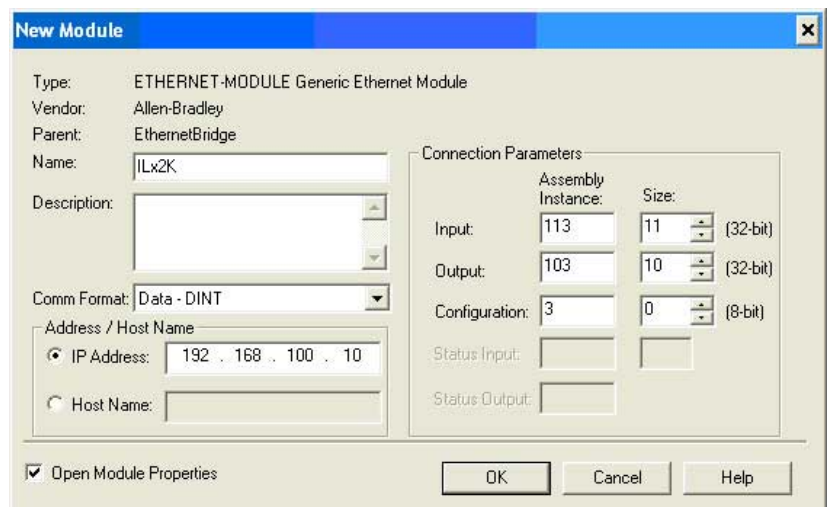 New Module
Type: ETHERNET-MODULE Generic Ethernet Module
Vendor: Allen-Bradley
Parent: EthernetBridge
Name: ILx2K
Description:
Comm Format: Data - DINT
Address / Host Name
IP Address: 192 . 168 . 100 . 10
Host Name:
Connection Parameters
Assembly Instance: Size:
Input: 113 11 (32-bit)
Output: 103 10 (32-bit)
Configuration: 3 0 (8-bit)
Status Input:
Status Output:
Open Module Properties
OK Cancel Help